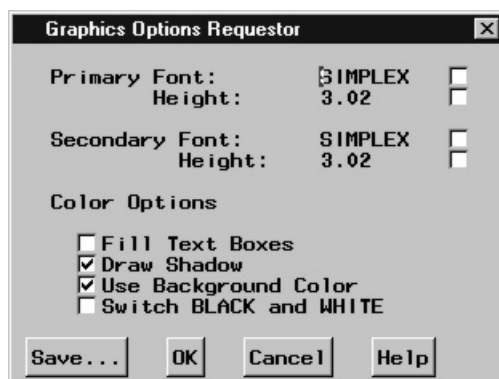 Graphics Options Requestor
Primary Font: SIMPLEX
Height: 3.02
Secondary Font: SIMPLEX
Height: 3.02
Color Options
Fill Text Boxes
Draw Shadow
Use Background Color
Switch BLACK and WHITE
Save... OK Cancel Help